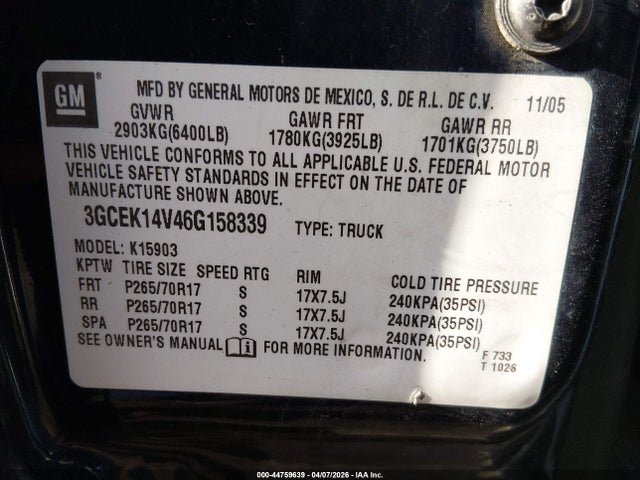 GM ® MFD BY GENERAL MOTORS DE MEXICO, S. DE R.L. DE C.V. 11/05
GVWR GAWR FRT GAWR RR
2903KG(6400LB) 1780KG(3925LB) 1701KG(3750LB)
THIS VEHICLE CONFORMS TO ALL APPLICABLE U.S. FEDERAL MOTOR
VEHICLE SAFETY STANDARDS IN EFFECT ON THE DATE OF
MANUFACTURE SHOWN ABOVE.
3GCEK14V46G158339 TYPE: TRUCK
MODEL: K15903
KPTW TIRE SIZE SPEED RTG RIM COLD TIRE PRESSURE
FRT P265/70R17 S 17X7.5J 240KPA(35PSI)
RR P265/70R17 S 17X7.5J 240KPA(35PSI)
SPA P265/70R17 S 17X7.5J 240KPA(35PSI)
SEE OWNER'S MANUAL FOR MORE INFORMATION.
F 733
T 1026
000-44759639 - 04/07/2026 - IAA Inc.